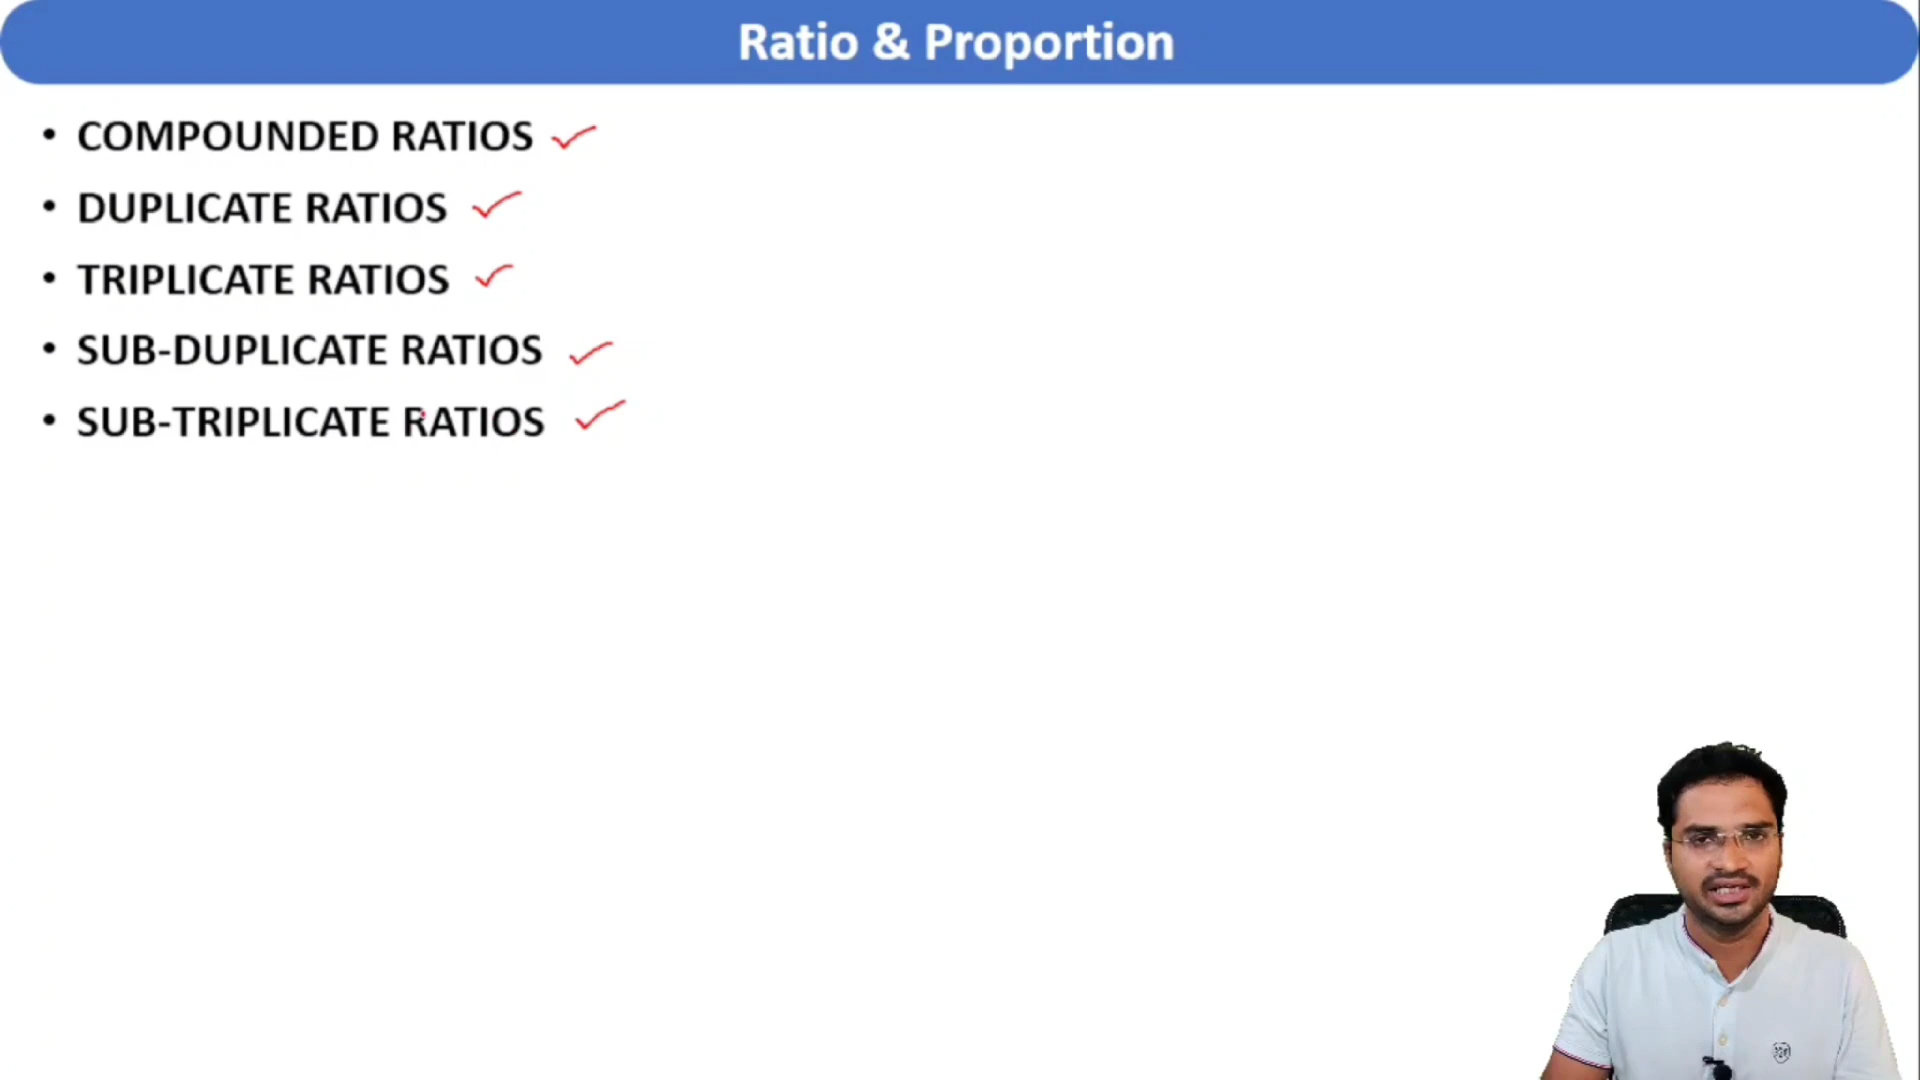 Ratio & Proportion
• COMPOUNDED RATIOS
• DUPLICATE RATIOS
• TRIPLICATE RATIOS
• SUB-DUPLICATE RATIOS
• SUB-TRIPLICATE RATIOS